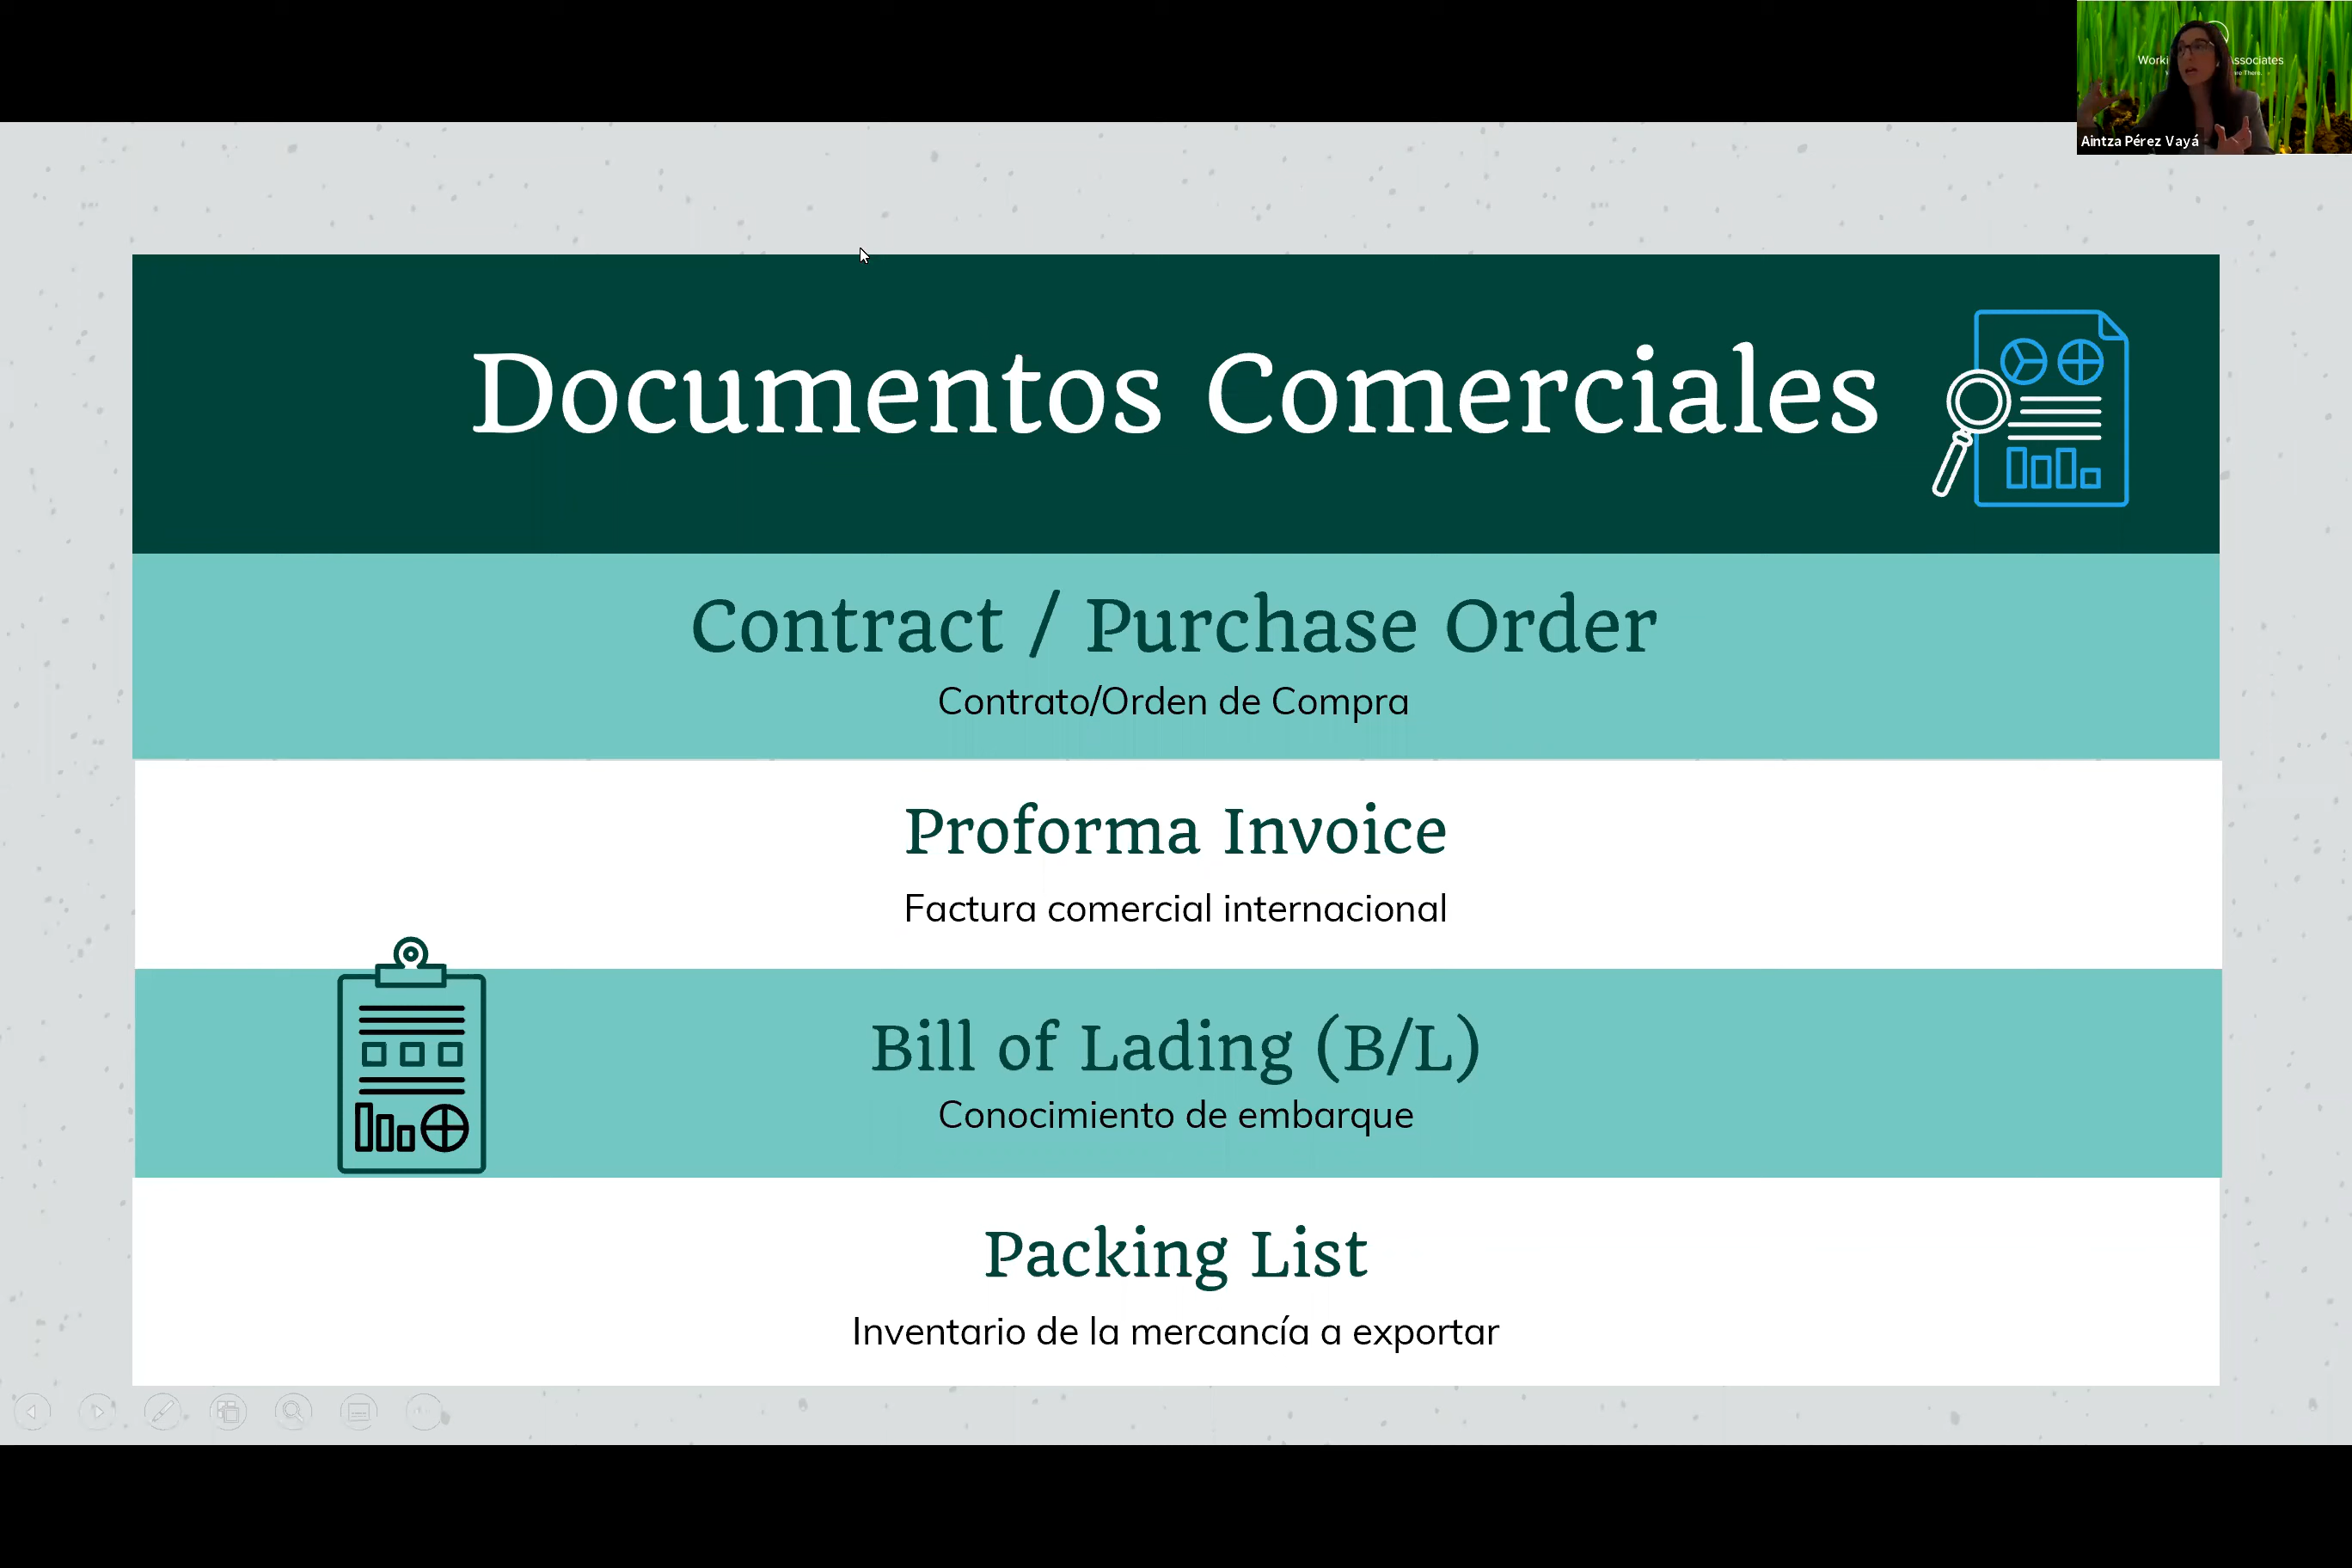 Aintza Pérez Vayá
Documentos Comerciales
Contract / Purchase Order
Contrato/Orden de Compra
Proforma Invoice
Factura comercial internacional
Bill of Lading (B/L)
Conocimiento de embarque
Packing List
Inventario de la mercancía a exportar